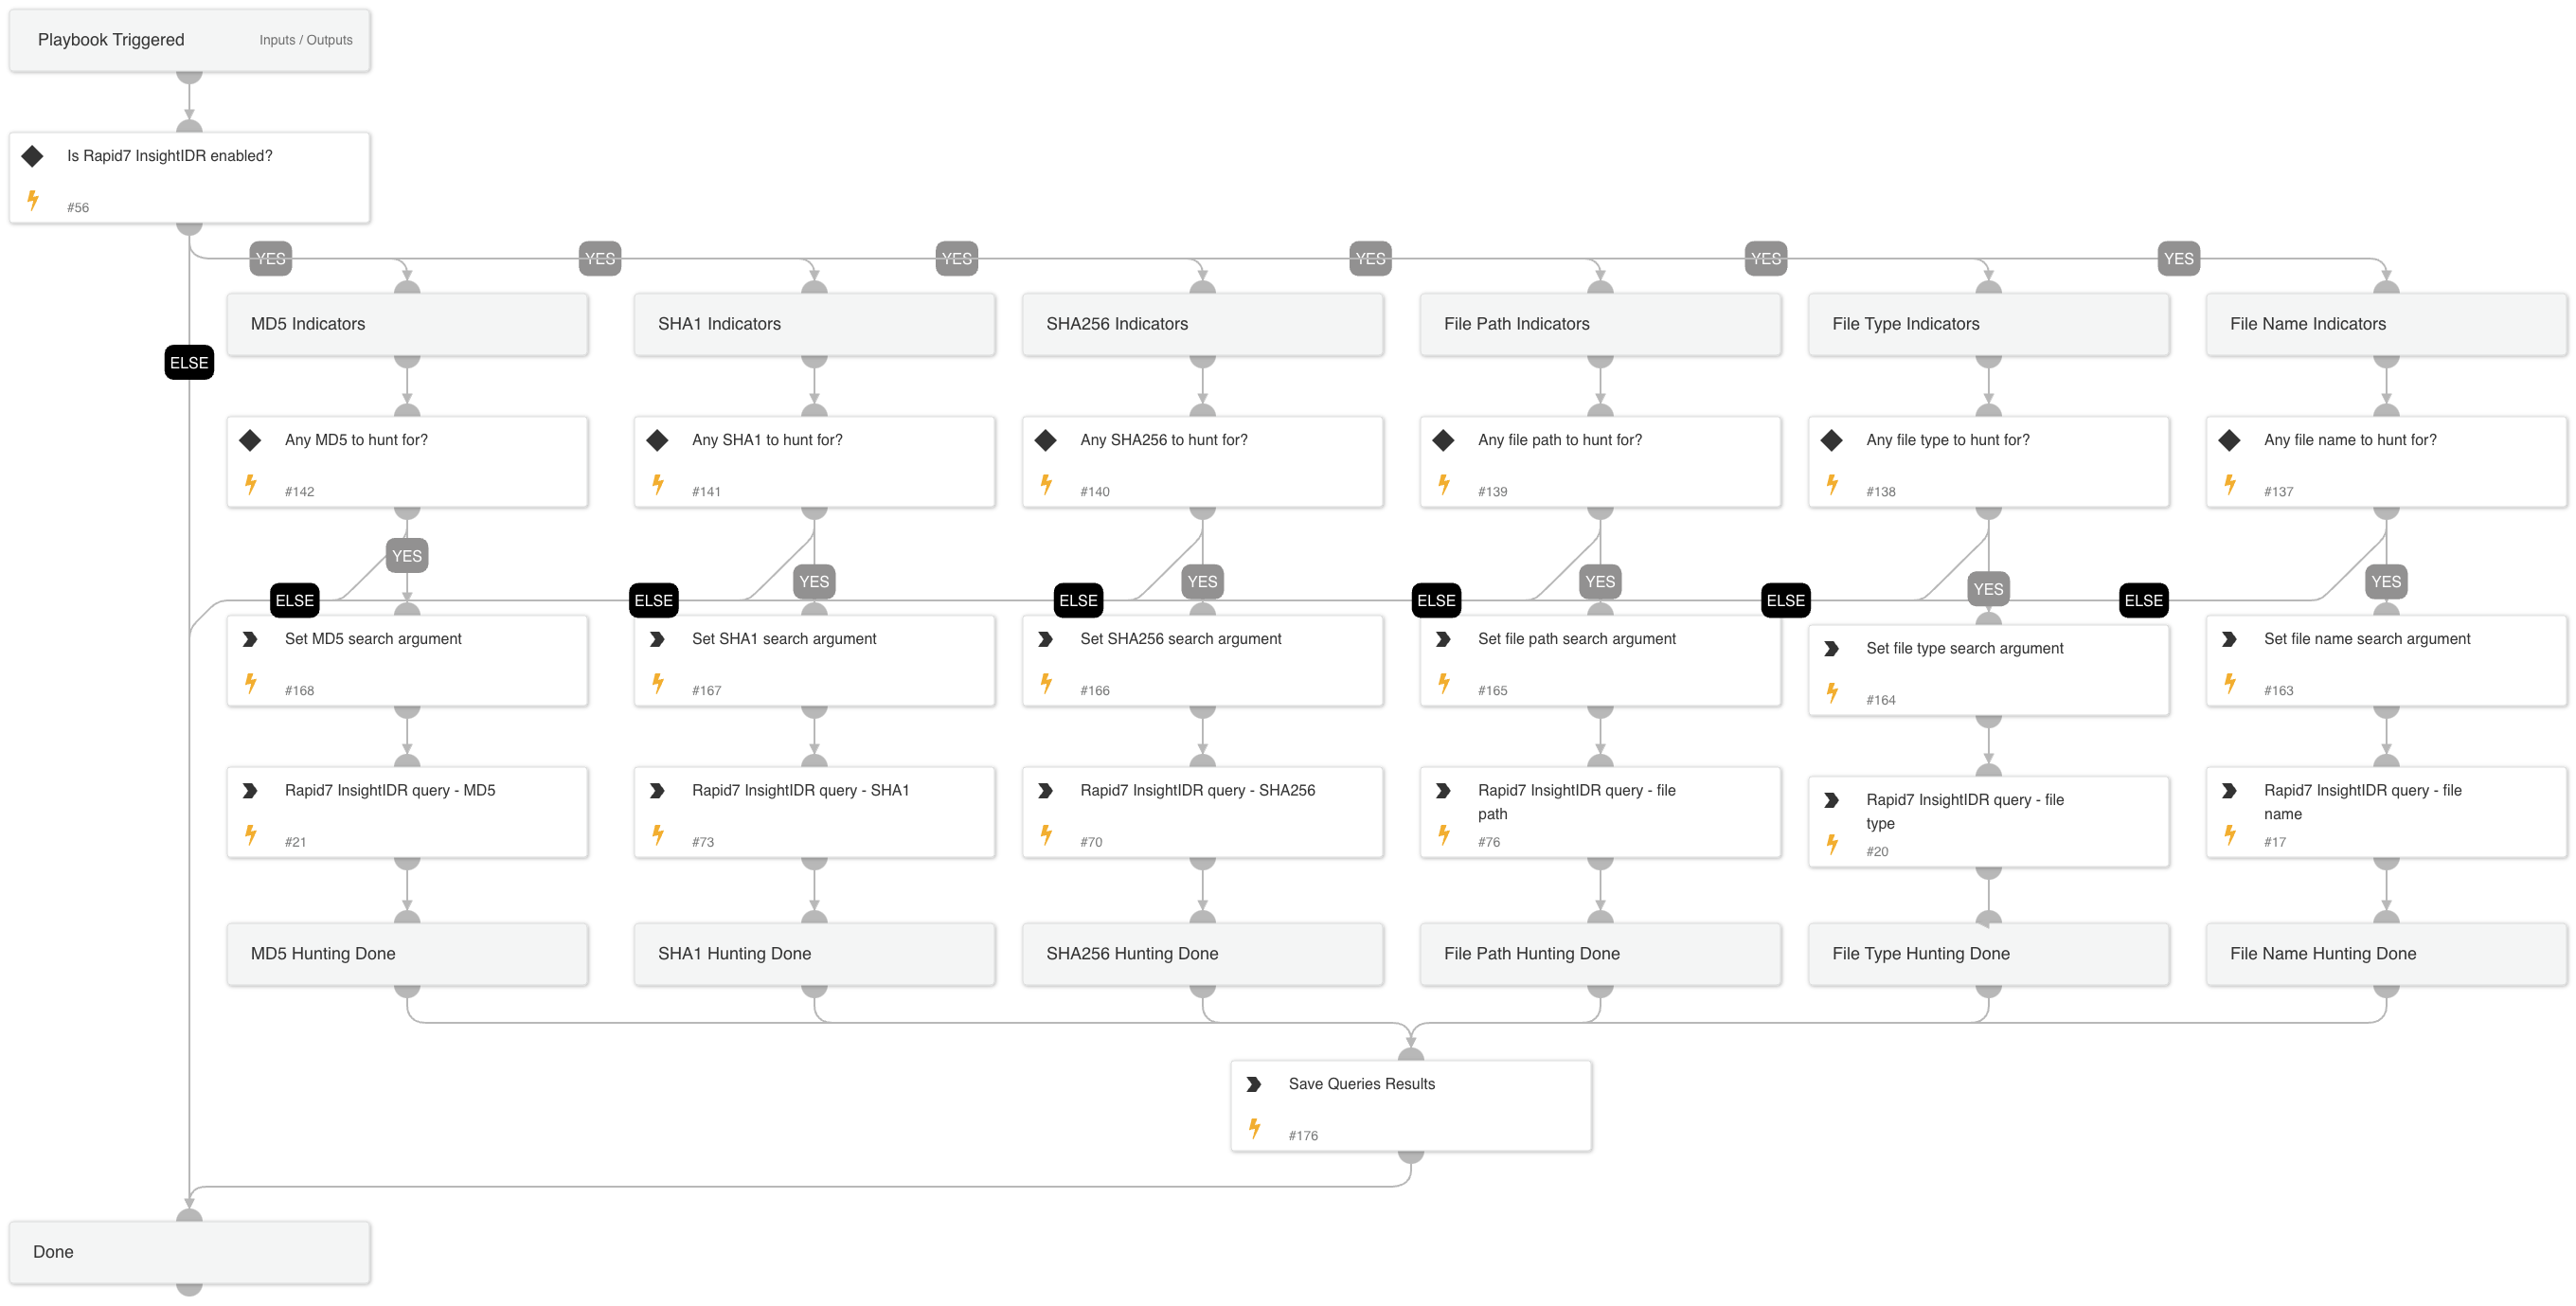 Playbook Triggered
Inputs / Outputs
Is Rapid7 InsightIDR enabled?
#56
YES
YES
YES
YES
YES
YES
MD5 Indicators
SHA1 Indicators
SHA256 Indicators
File Path Indicators
File Type Indicators
File Name Indicators
ELSE
Any MD5 to hunt for?
#142
Any SHA1 to hunt for?
#141
Any SHA256 to hunt for?
#140
Any file path to hunt for?
#139
Any file type to hunt for?
#138
Any file name to hunt for?
#137
YES
YES
YES
YES
YES
YES
ELSE
ELSE
ELSE
ELSE
ELSE
ELSE
Set MD5 search argument
#168
Set SHA1 search argument
#167
Set SHA256 search argument
#166
Set file path search argument
#165
Set file type search argument
#164
Set file name search argument
#163
Rapid7 InsightIDR query - MD5
#21
Rapid7 InsightIDR query - SHA1
#73
Rapid7 InsightIDR query - SHA256
#70
Rapid7 InsightIDR query - file
path
#76
Rapid7 InsightIDR query - file
type
#20
Rapid7 InsightIDR query - file
name
#17
MD5 Hunting Done
SHA1 Hunting Done
SHA256 Hunting Done
File Path Hunting Done
File Type Hunting Done
File Name Hunting Done
Save Queries Results
#176
Done